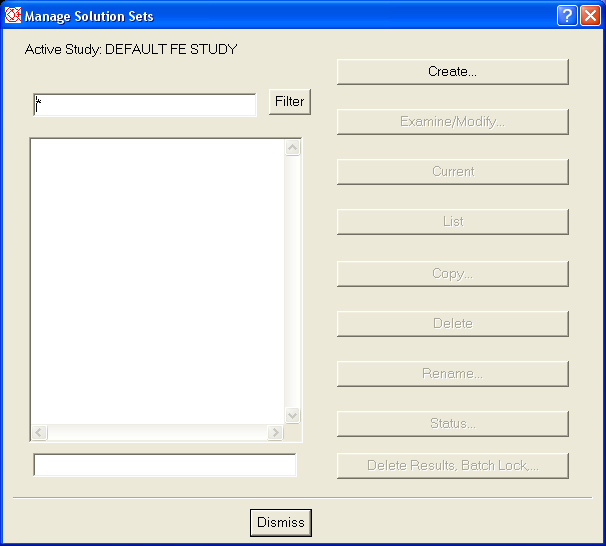 Manage Solution Sets
Active Study: DEFAULT FE STUDY
Create...
*
Filter
Examine/Modify...
Current
List
Copy...
Delete
Rename...
Status...
Delete Results, Batch Lock,...
Dismiss